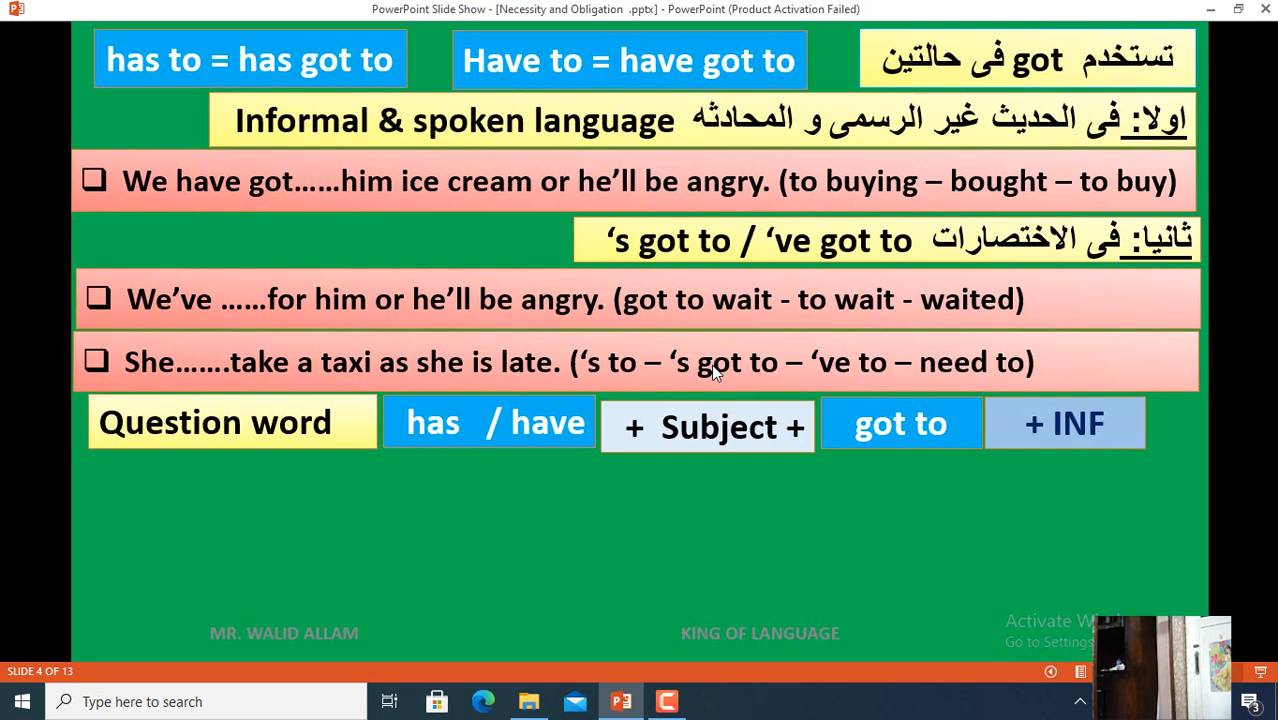 PowerPoint Slide Show - [Necessity and Obligation .pptx] - PowerPoint (Product Activation Failed)
has to = has got to
Have to = have got to
تستخدم got فى حالتين
اولا: فى الحديث غير الرسمى و المحادثه Informal & spoken language
❑ We have got……him ice cream or he’ll be angry. (to buying – bought – to buy)
ثانيا: فى الاختصارات ‘s got to / ‘ve got to
❑ We’ve ……for him or he’ll be angry. (got to wait - to wait - waited)
❑ She…….take a taxi as she is late. (‘s to – ‘s got to – ‘ve to – need to)
Question word
has / have
+ Subject +
got to
+ INF
MR. WALID ALLAM
KING OF LANGUAGE
Activate
Go to Settings
SLIDE 4 OF 13
Type here to search
3